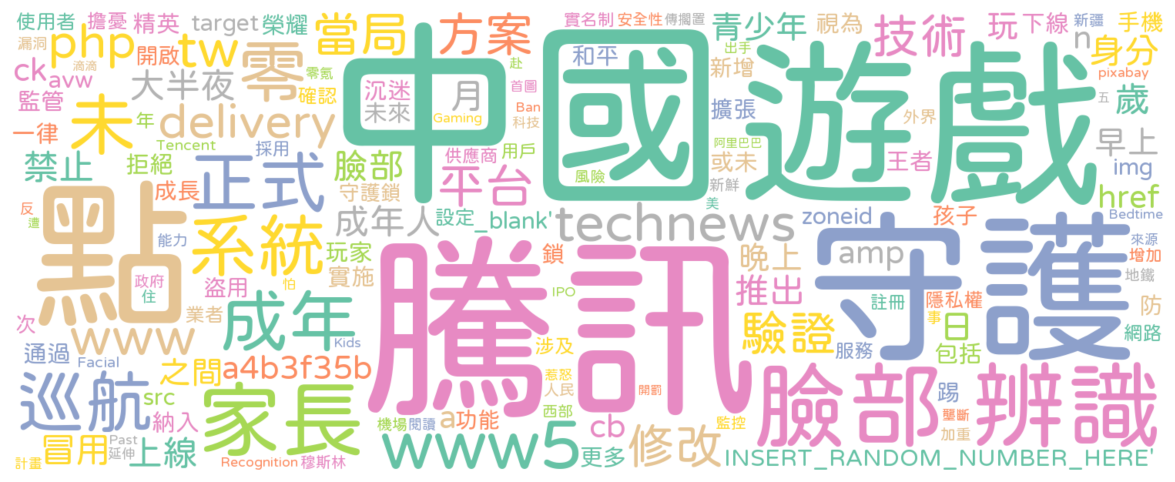 使用者 擔憂 精英 target 榮耀 當局 方案 中國 遊戲 實名制 安全性 傳擱置 青少年 視為 技術 玩 下線 新疆 手機
漏洞 php 滴滴 開啟 tw 零 零氪 和平 出手 新增 n 身分
ck avw 大半夜 確認 沉迷 月 赴 首圖 Ban pixabay
監管 未來 Gaming 科技 擴張 外界 五 歲
一律 未 年 delivery Tencent 供應商 用戶 阿里巴巴 或未 王者 早上
禁止 拒絕 正式 採用 臉部 平台 風險 新鮮 img
點 成長 守護鎖 美 href
反 遭 系統 成年人 設定 _blank' technews zoneid 孩子 Bedtime
能力 玩家 騰訊 鎖 晚上 amp 守護 來源 增加
政府 住 盜用 怕 實施 IPO 推出 註冊 隱私權 地鐵 防
www 業者 成年 事
次 Kids 涉及 驗證 服務 日 包括 網路
通過 Facial 之間 a4b3f35b 惹怒 人民 開罰
巡航 src 家長 西部 臉部 辨識 踢
納入 機場 閱讀 a 功能 cb 監控 壟斷 加重
冒用 Past 延伸 上線 www5 更多 修改
計畫 Recognition 穆斯林 INSERT_RANDOM_NUMBER_HERE'